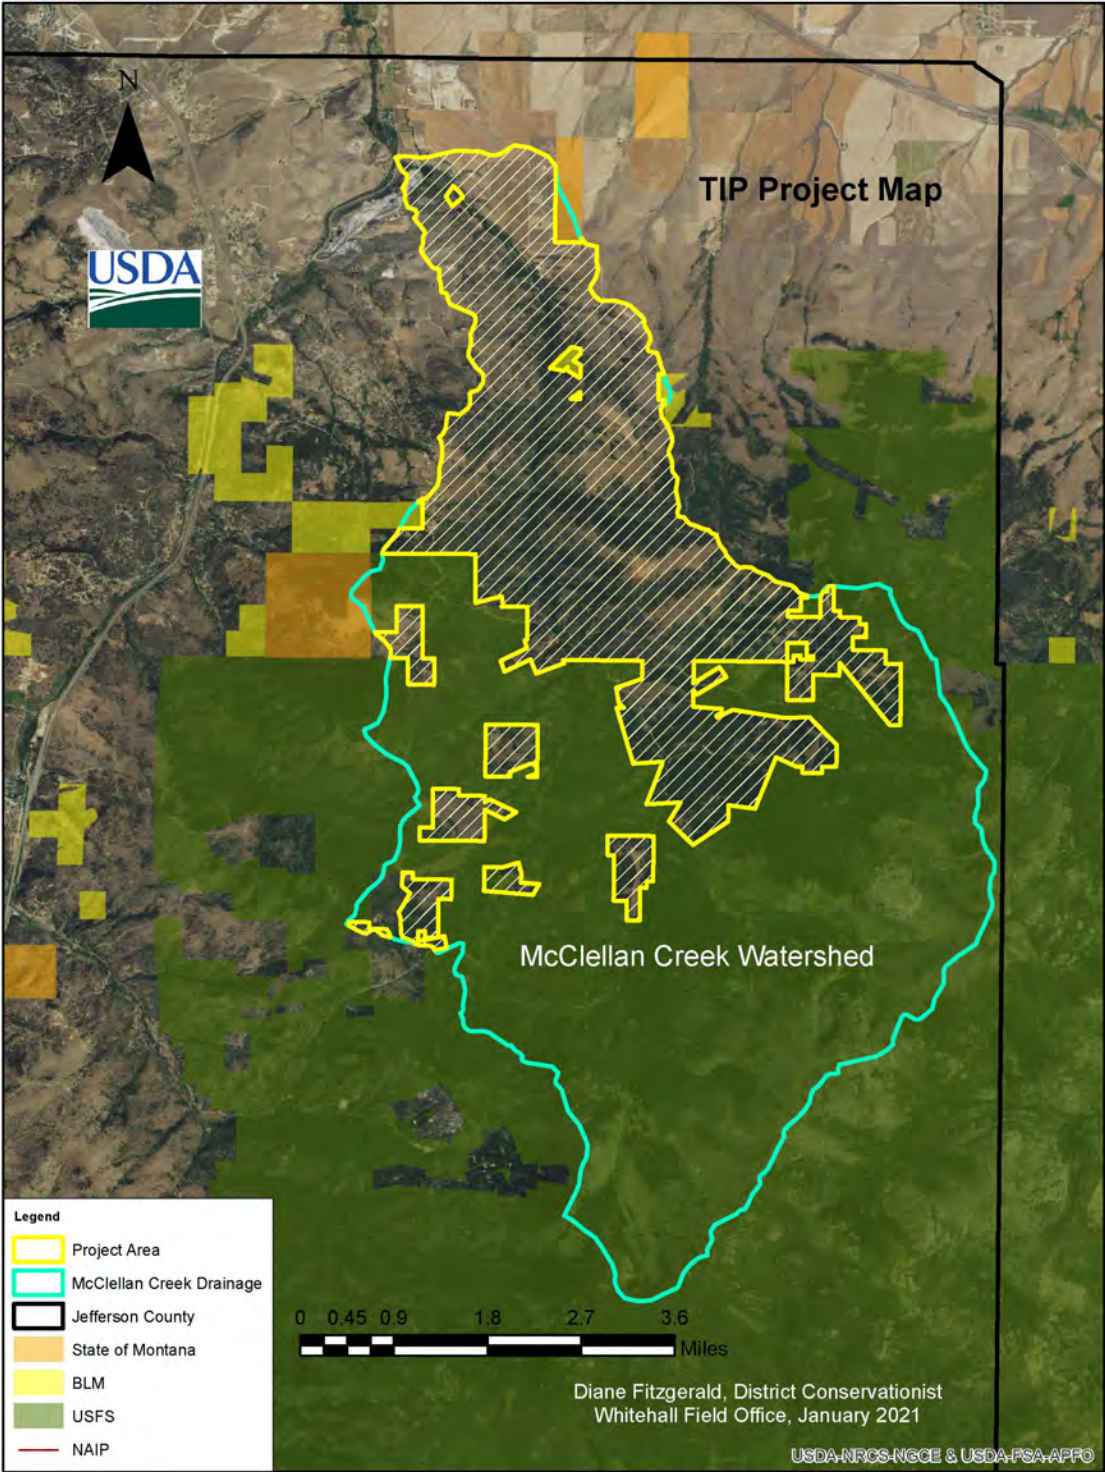 N
TIP Project Map
USDA
McClellan Creek Watershed
Legend
Project Area
McClellan Creek Drainage
Jefferson County
State of Montana
BLM
USFS
NAIP
0 0.45 0.9 1.8 2.7 3.6
Miles
Diane Fitzgerald, District Conservationist
Whitehall Field Office, January 2021
USDA-NRCS-NGCE & USDA-FSA-APFO